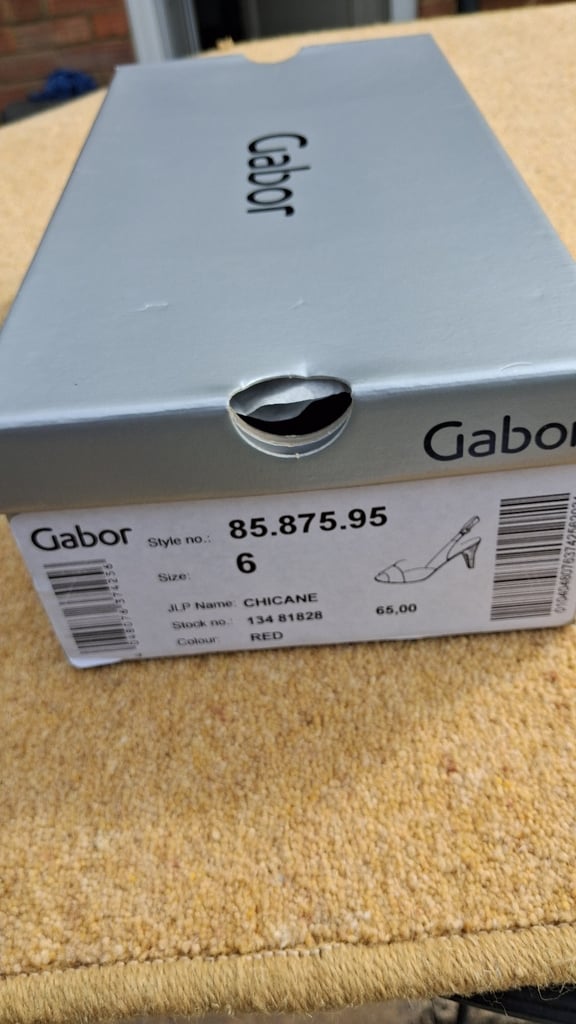 Gabor
Gabor
Gabor
Style no.: 85.875.95
Size: 6
JLP Name: CHICANE
Stock no.: 134 81828
65,00
Colour: RED